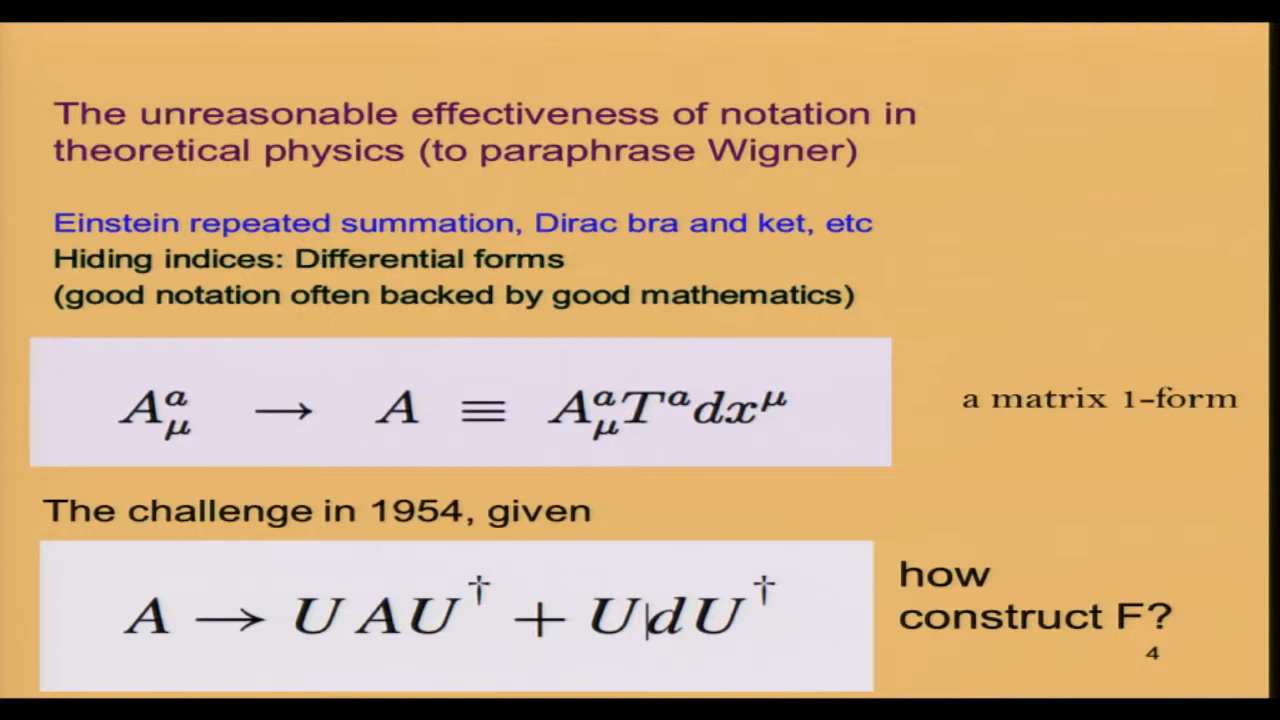 The unreasonable effectiveness of notation in
theoretical physics (to paraphrase Wigner)
Einstein repeated summation, Dirac bra and ket, etc
Hiding indices: Differential forms
(good notation often backed by good mathematics)
A^a_μ → A ≡ A^a_μ T^a dx^μ
a matrix 1-form
The challenge in 1954, given
A → U A U^† + U dU^†
how
construct F?
4